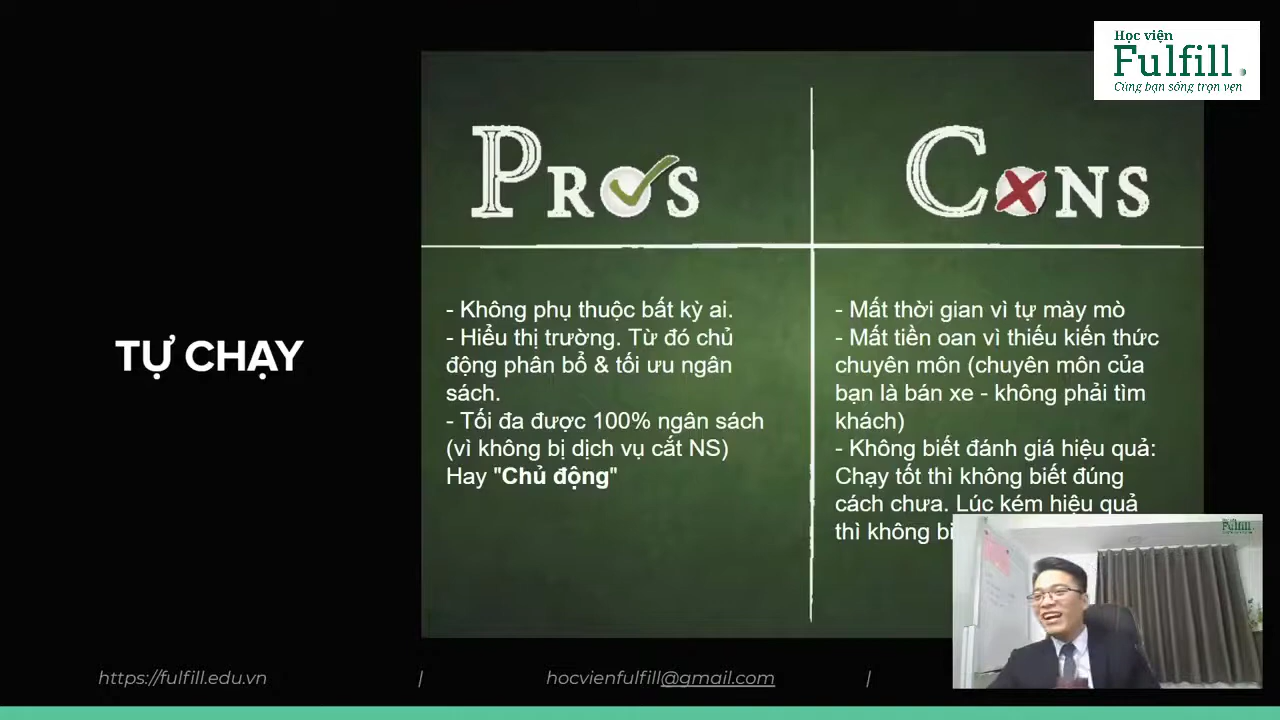 Học viện
Fulfill.
Cùng bạn sống trọn vẹn
PROS
CONS
TỰ CHẠY
- Không phụ thuộc bất kỳ ai.
- Hiểu thị trường. Từ đó chủ
động phân bổ & tối ưu ngân
sách.
- Tối đa được 100% ngân sách
(vì không bị dịch vụ cắt NS)
Hay "Chủ động"
- Mất thời gian vì tự mày mò
- Mất tiền oan vì thiếu kiến thức
chuyên môn (chuyên môn của
bạn là bán xe - không phải tìm
khách)
- Không biết đánh giá hiệu quả:
Chạy tốt thì không biết đúng
cách chưa. Lúc kém hiệu quả
thì không
Fulfill.
https://fulfill.edu.vn | hocvienfulfill@gmail.com |